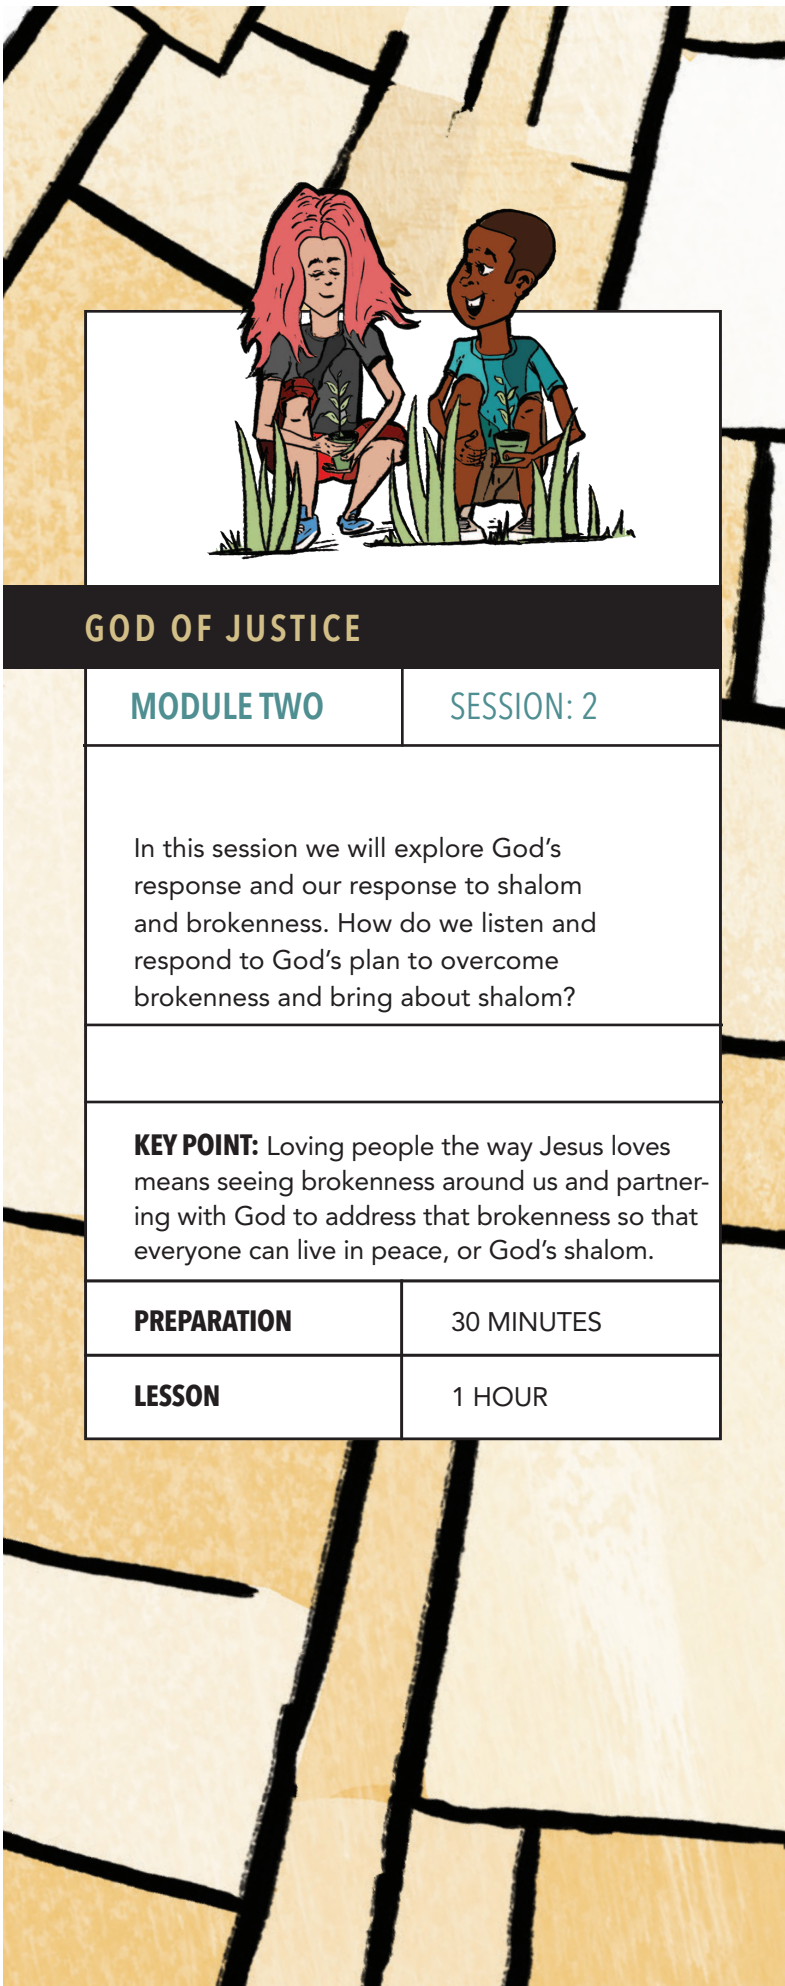 GOD OF JUSTICE
MODULE TWO
SESSION: 2
In this session we will explore God’s
response and our response to shalom
and brokenness. How do we listen and
respond to God’s plan to overcome
brokenness and bring about shalom?
KEY POINT: Loving people the way Jesus loves
means seeing brokenness around us and partner-
ing with God to address that brokenness so that
everyone can live in peace, or God’s shalom.
PREPARATION
30 MINUTES
LESSON
1 HOUR